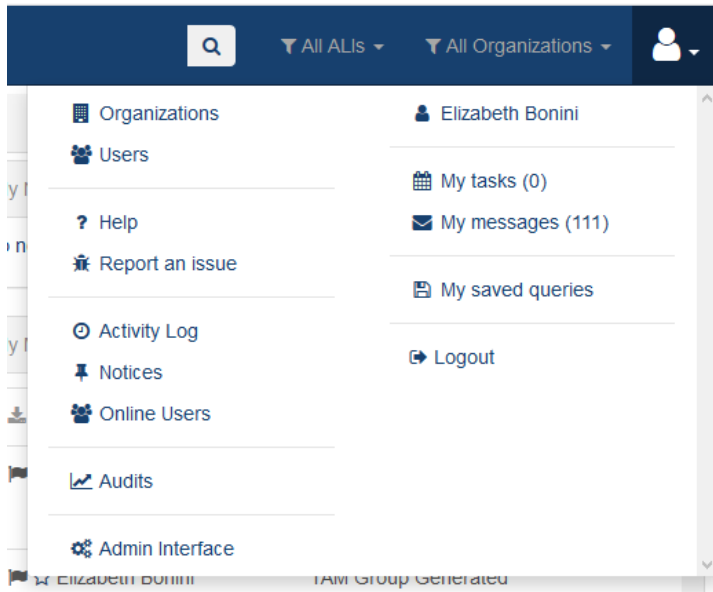 All ALIs
All Organizations
Organizations
Users
? Help
Report an issue
Activity Log
Notices
Online Users
Audits
Admin Interface
Elizabeth Bonini
My tasks (0)
My messages (111)
My saved queries
Logout
Elizabeth Bonini
TAM Group Generated